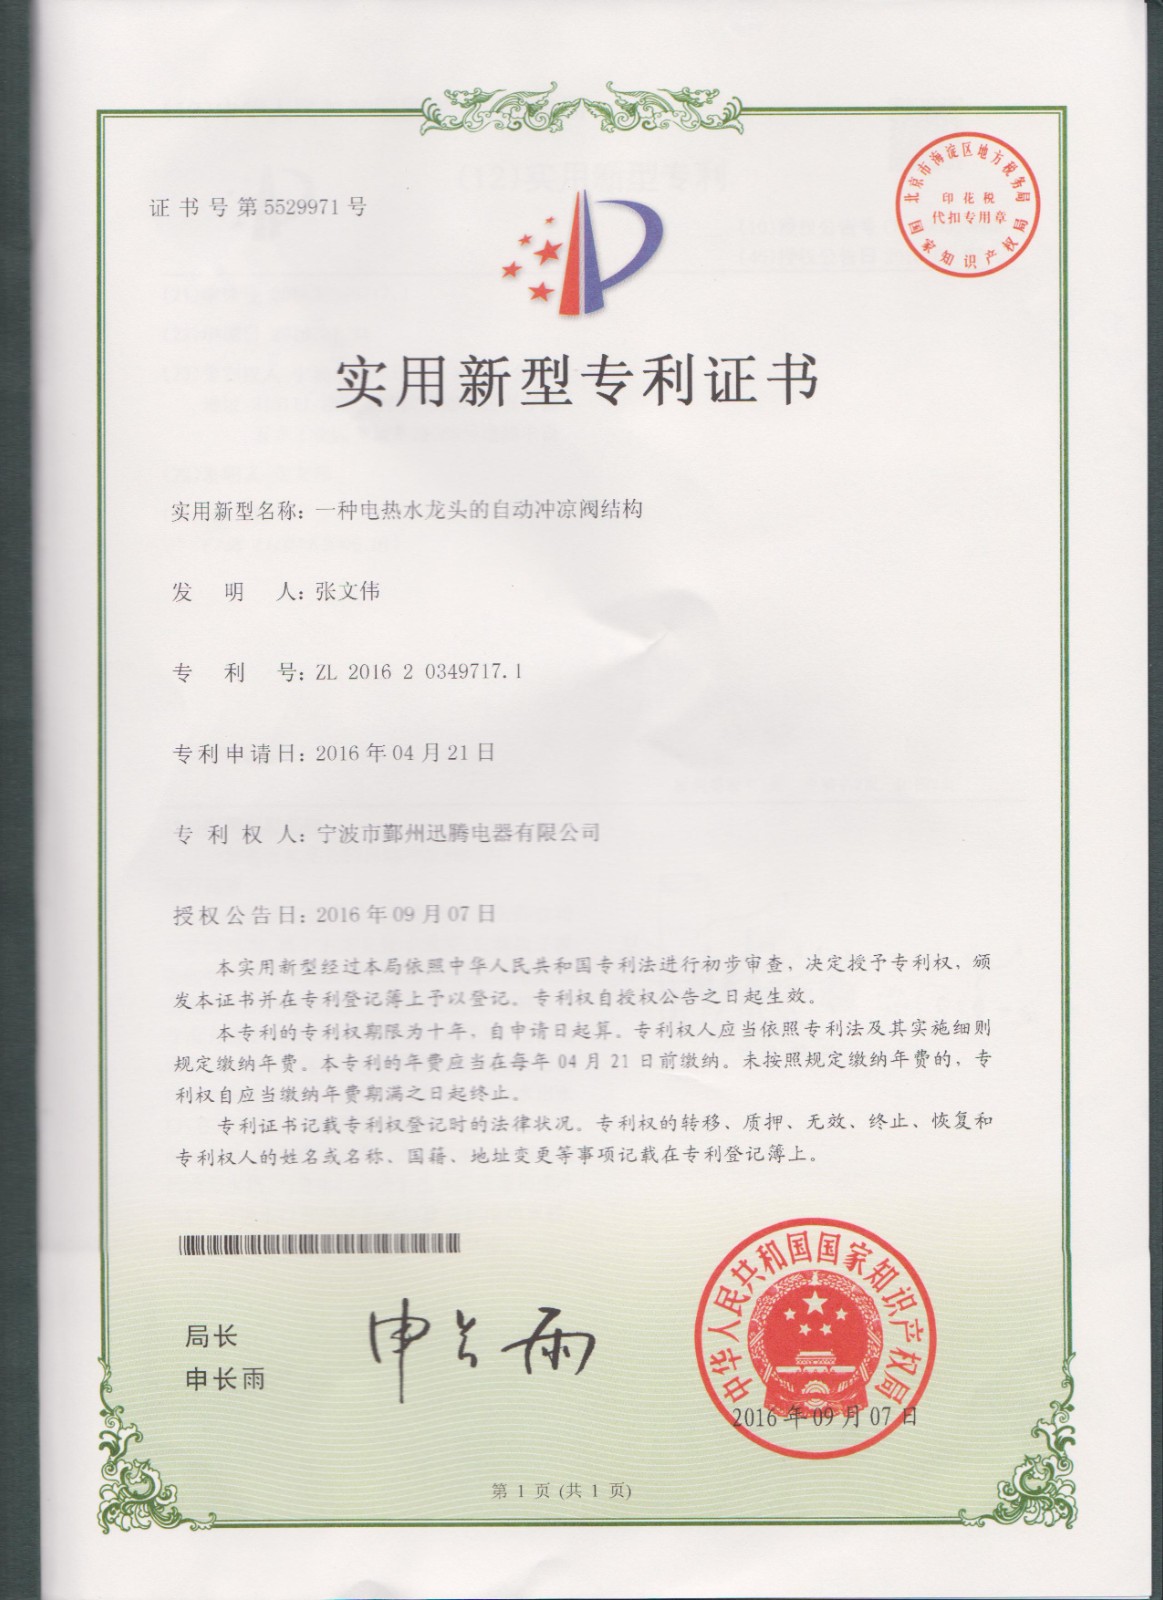 证书号第5529971号
北京市海淀区地方税务局
印花税
代扣专用章
国家知识产权局
实用新型专利证书
实用新型名称：一种电热水龙头的自动冲凉阀结构
发明人：张文伟
专利号：ZL 2016 2 0349717.1
专利申请日：2016年04月21日
专利权人：宁波市鄞州迅腾电器有限公司
授权公告日：2016年09月07日
本实用新型经过本局依照中华人民共和国专利法进行初步审查，决定授予专利权，颁
发本证书并在专利登记簿上予以登记。专利权自授权公告之日起生效。
本专利的专利权期限为十年，自申请日起算。专利权人应当依照专利法及其实施细则
规定缴纳年费。本专利的年费应当在每年04月21日前缴纳。未按照规定缴纳年费的，专
利权自应当缴纳年费期满之日起终止。
专利证书记载专利权登记时的法律状况。专利权的转移、质押、无效、终止、恢复和
专利权人的姓名或名称、国籍、地址变更等事项记载在专利登记簿上。
局长
申长雨
申长雨
中华人民共和国国家知识产权局
2016年09月07日
第 1 页 (共 1 页)